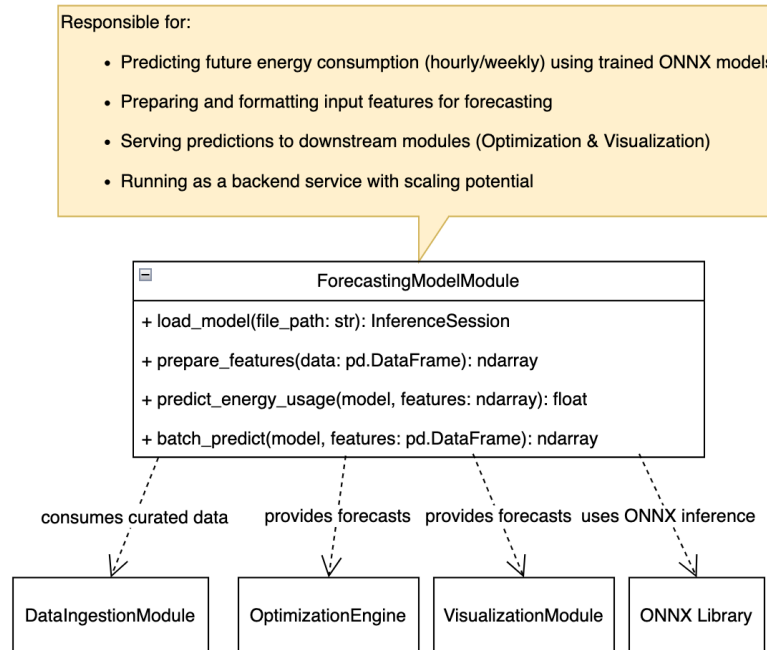 Responsible for:
• Predicting future energy consumption (hourly/weekly) using trained ONNX models
• Preparing and formatting input features for forecasting
• Serving predictions to downstream modules (Optimization & Visualization)
• Running as a backend service with scaling potential
ForecastingModelModule
+ load_model(file_path: str): InferenceSession
+ prepare_features(data: pd.DataFrame): ndarray
+ predict_energy_usage(model, features: ndarray): float
+ batch_predict(model, features: pd.DataFrame): ndarray
consumes curated data
provides forecasts
provides forecasts
uses ONNX inference
DataIngestionModule
OptimizationEngine
VisualizationModule
ONNX Library